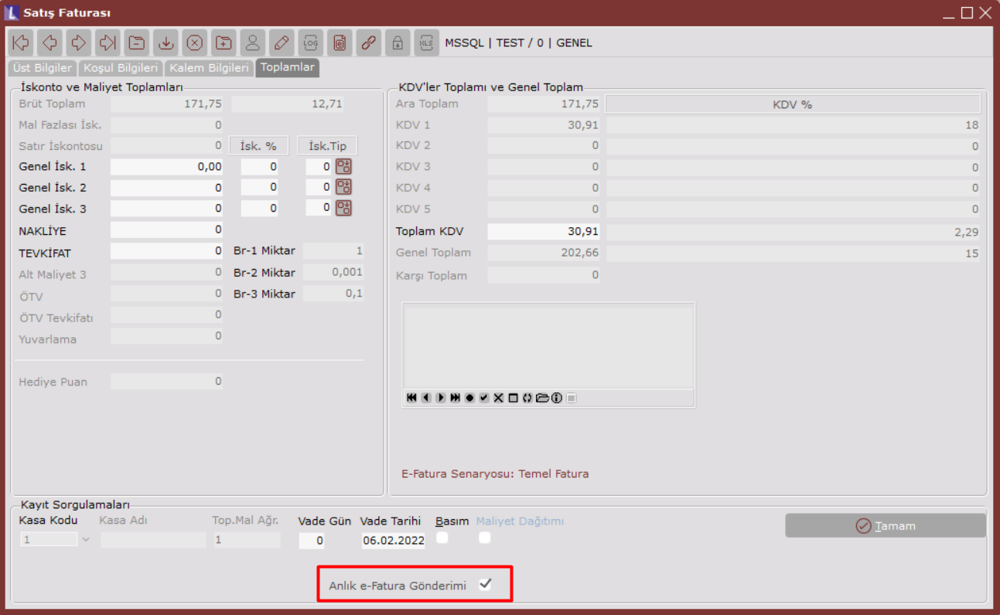 Satış Faturası
LOG
XLS
MSSQL | TEST / 0 | GENEL
Üst Bilgiler Koşul Bilgileri Kalem Bilgileri Toplamlar
İskonto ve Maliyet Toplamları
Brüt Toplam 171,75 12,71
Mal Fazlası İsk. 0
Satır İskontosu 0 İsk. % İsk.Tip
Genel İsk. 1 0,00 0 0
Genel İsk. 2 0 0 0
Genel İsk. 3 0 0 0
NAKLİYE 0
TEVKİFAT 0 Br-1 Miktar 1
Alt Maliyet 3 0 Br-2 Miktar 0,001
ÖTV 0 Br-3 Miktar 0,1
ÖTV Tevkifatı 0
Yuvarlama 0
Hediye Puan 0
KDV'ler Toplamı ve Genel Toplam
Ara Toplam 171,75 KDV %
KDV 1 30,91 18
KDV 2 0 0
KDV 3 0 0
KDV 4 0 0
KDV 5 0 0
Toplam KDV 30,91 2,29
Genel Toplam 202,66 15
Karşı Toplam 0
E-Fatura Senaryosu: Temel Fatura
Kayıt Sorgulamaları
Kasa Kodu Kasa Adı Top.Mal Ağr. Vade Gün Vade Tarihi Basım Maliyet Dağıtımı
1 1 0 06.02.2022
Tamam
Anlık e-Fatura Gönderimi